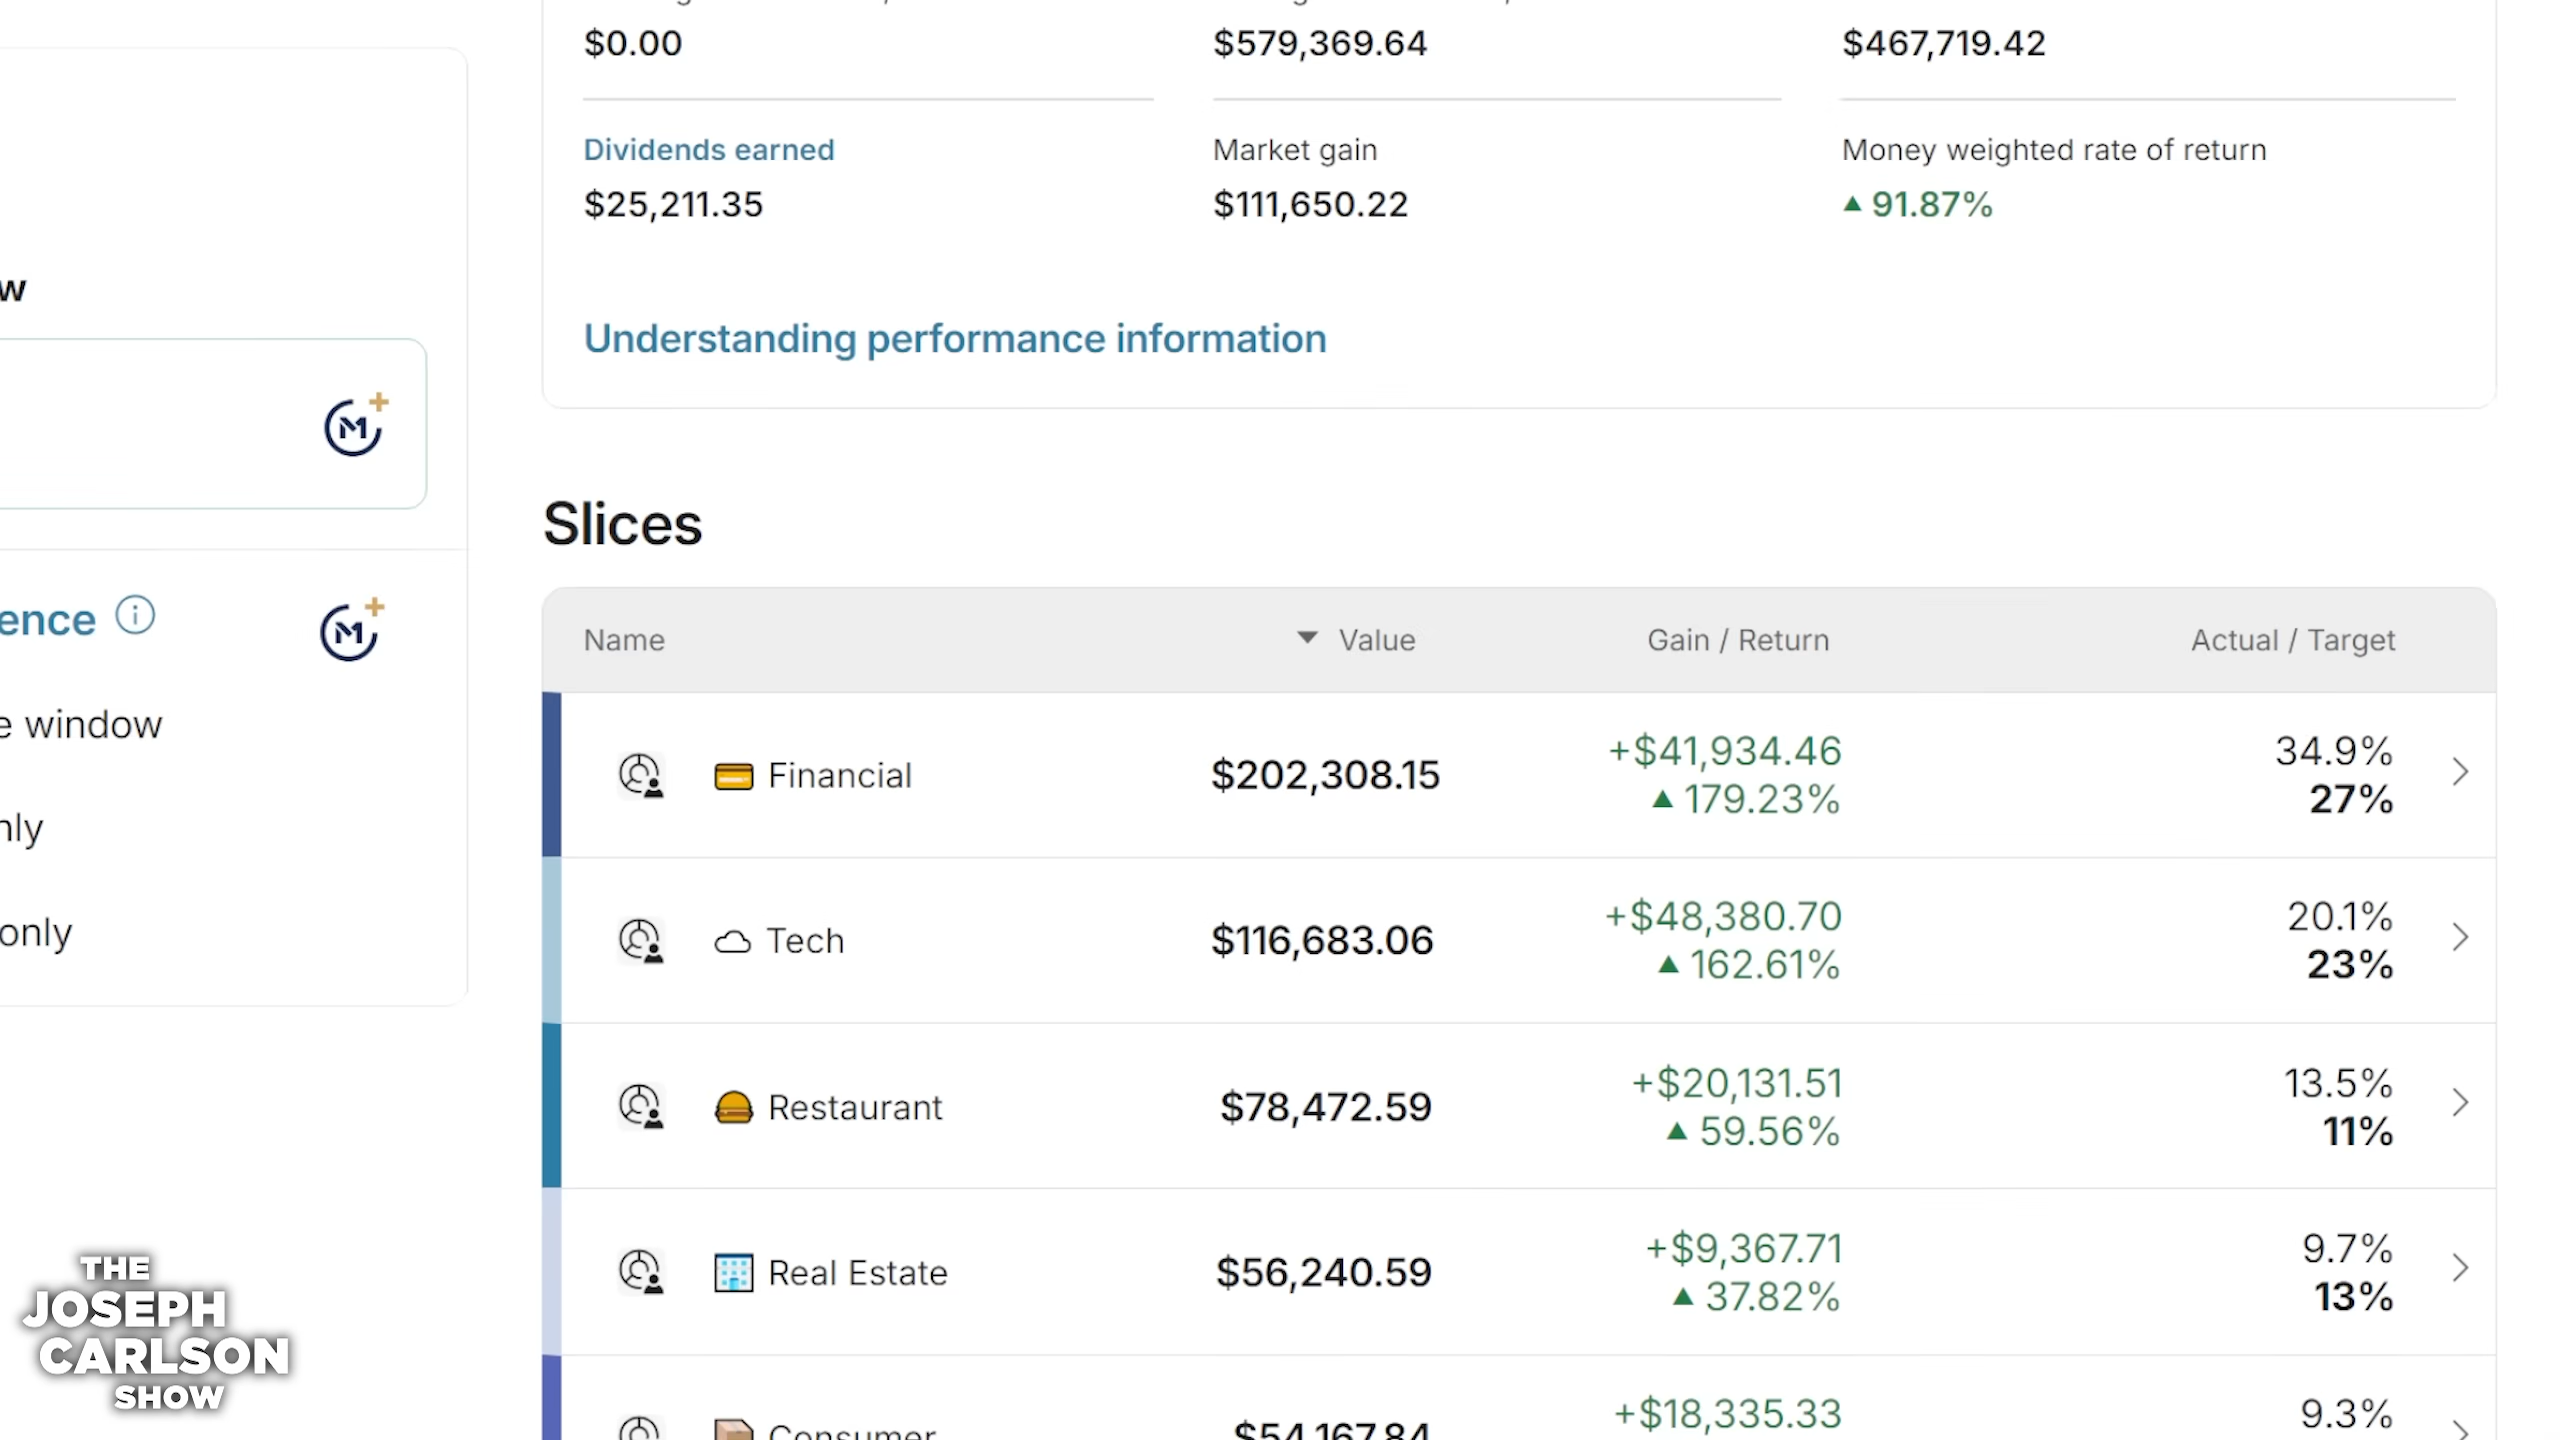 $0.00 $579,369.64 $467,719.42
Dividends earned Market gain Money weighted rate of return
$25,211.35 $111,650.22 ▲ 91.87%
w
Understanding performance information
M+
Slices
ence i
M+
Name ▼ Value Gain / Return Actual / Target
e window
+$41,934.46 34.9%
Financial $202,308.15
▲ 179.23% 27%
nly
+$48,380.70 20.1%
Tech $116,683.06
▲ 162.61% 23%
only
+$20,131.51 13.5%
Restaurant $78,472.59
▲ 59.56% 11%
+$9,367.71 9.7%
Real Estate $56,240.59
▲ 37.82% 13%
+$18,335.33 9.3%
Consumer $54,167.84
THE
JOSEPH
CARLSON
SHOW